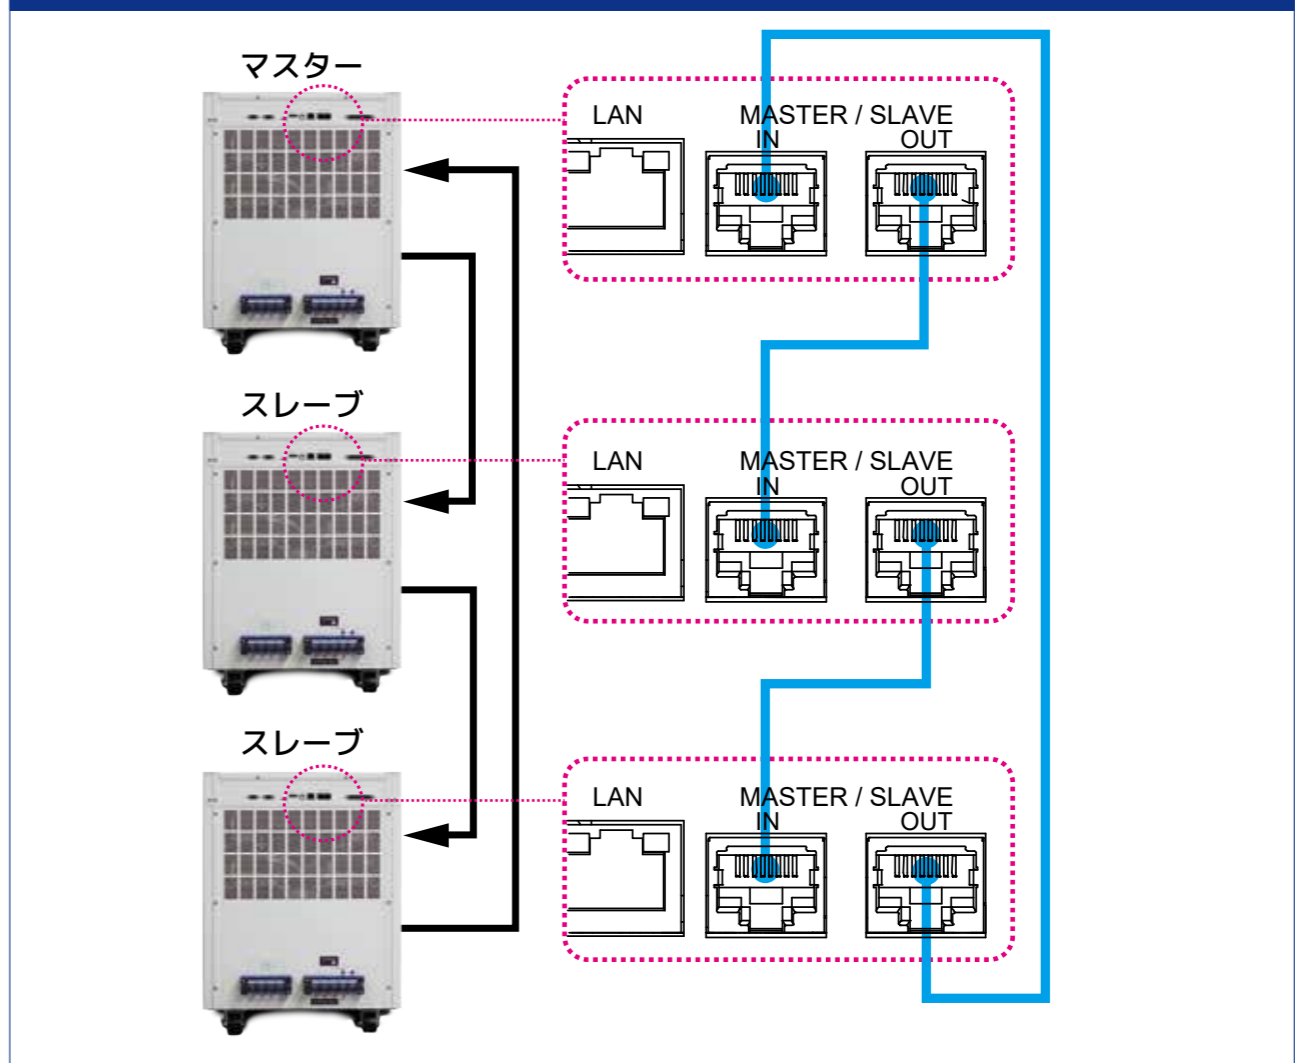 マスター
LAN
MASTER / SLAVE
IN
OUT
スレーブ
LAN
MASTER / SLAVE
IN
OUT
スレーブ
LAN
MASTER / SLAVE
IN
OUT